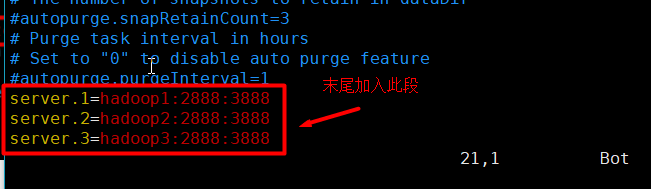 # The number of snapshots to retain in dataDir
#autopurge.snapRetainCount=3
# Purge task interval in hours
# Set to "0" to disable auto purge feature
#autopurge.purgeInterval=1
server.1=hadoop1:2888:3888
server.2=hadoop2:2888:3888
server.3=hadoop3:2888:3888
末尾加入此段
21,1 Bot